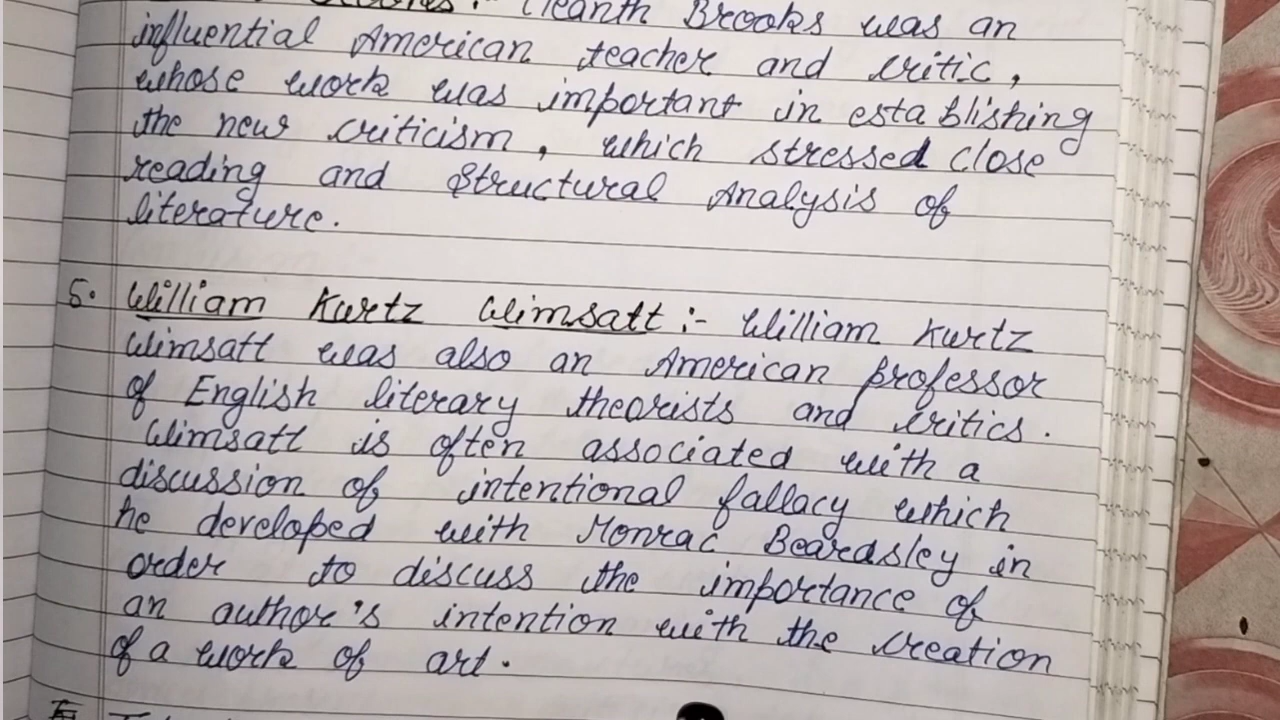 Cleanth Brooks was an
influential American teacher and critic,
whose work was important in esta blishing
the new criticism, which stressed close
reading and Structural Analysis of
literature.
5. William Kurtz Wimsatt :- William Kurtz
Wimsatt was also an American professor
of English literary theorists and critics.
Wimsatt is often associated with a
discussion of intentional fallacy which
he developed with Monrac Beardsley in
order to discuss the importance of
an author's intention with the creation
of a work of art.